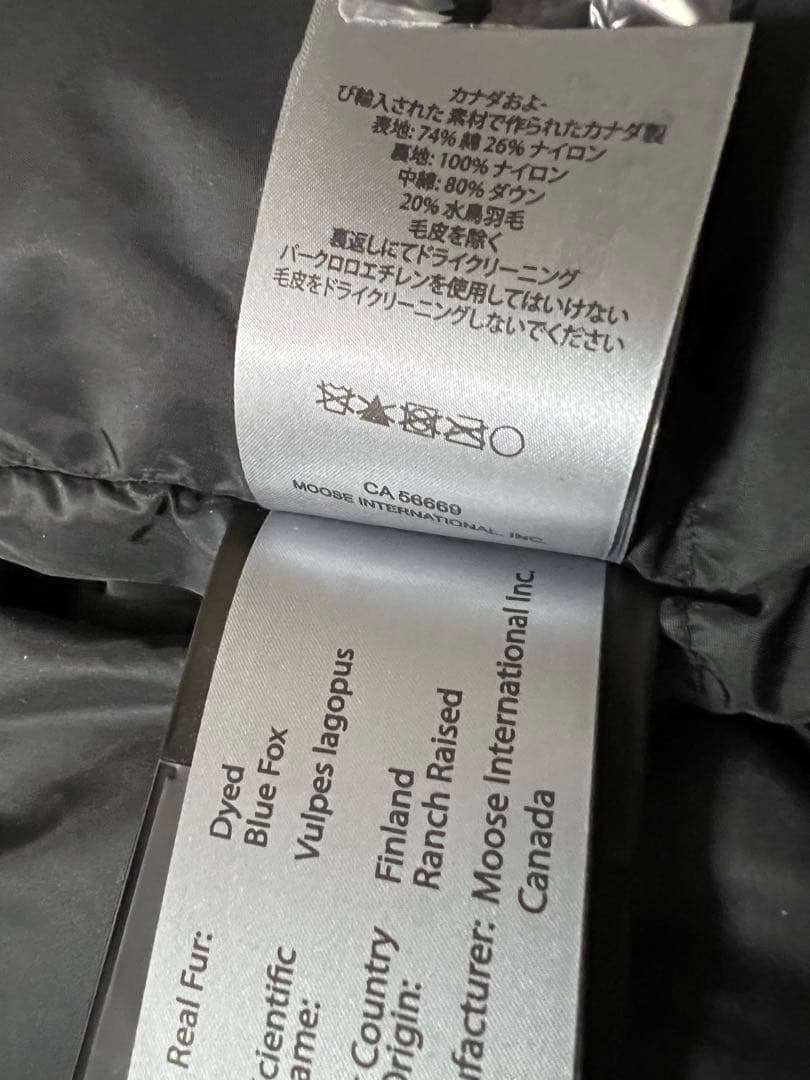 カナダおよ-
び輸入された 素材で作られたカナダ製
表地: 74% 綿 26% ナイロン
裏地: 100% ナイロン
中綿: 80% ダウン
20% 水鳥羽毛
毛皮を除く
裏返しにてドライクリーニング
パークロロエチレンを使用してはいけない
毛皮をドライクリーニングしないでください
CA 56669
MOOSE INTERNATIONAL. INC.
Real Fur: Dyed
Blue Fox
cientific Vulpes lagopus
ame:
Country Finland
Origin: Ranch Raised
ufacturer: Moose International Inc.
Canada